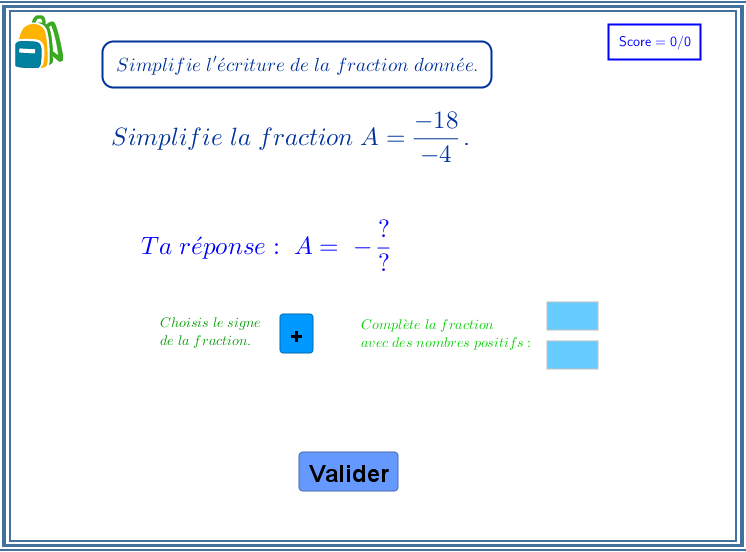 Score = 0/0
Simplifie l'écriture de la fraction donnée.
Simplifie la fraction A = \frac{-18}{-4}.
Ta réponse : A = -\frac{?}{?}
Choisis le signe
de la fraction.
+
Complète la fraction
avec des nombres positifs :
Valider